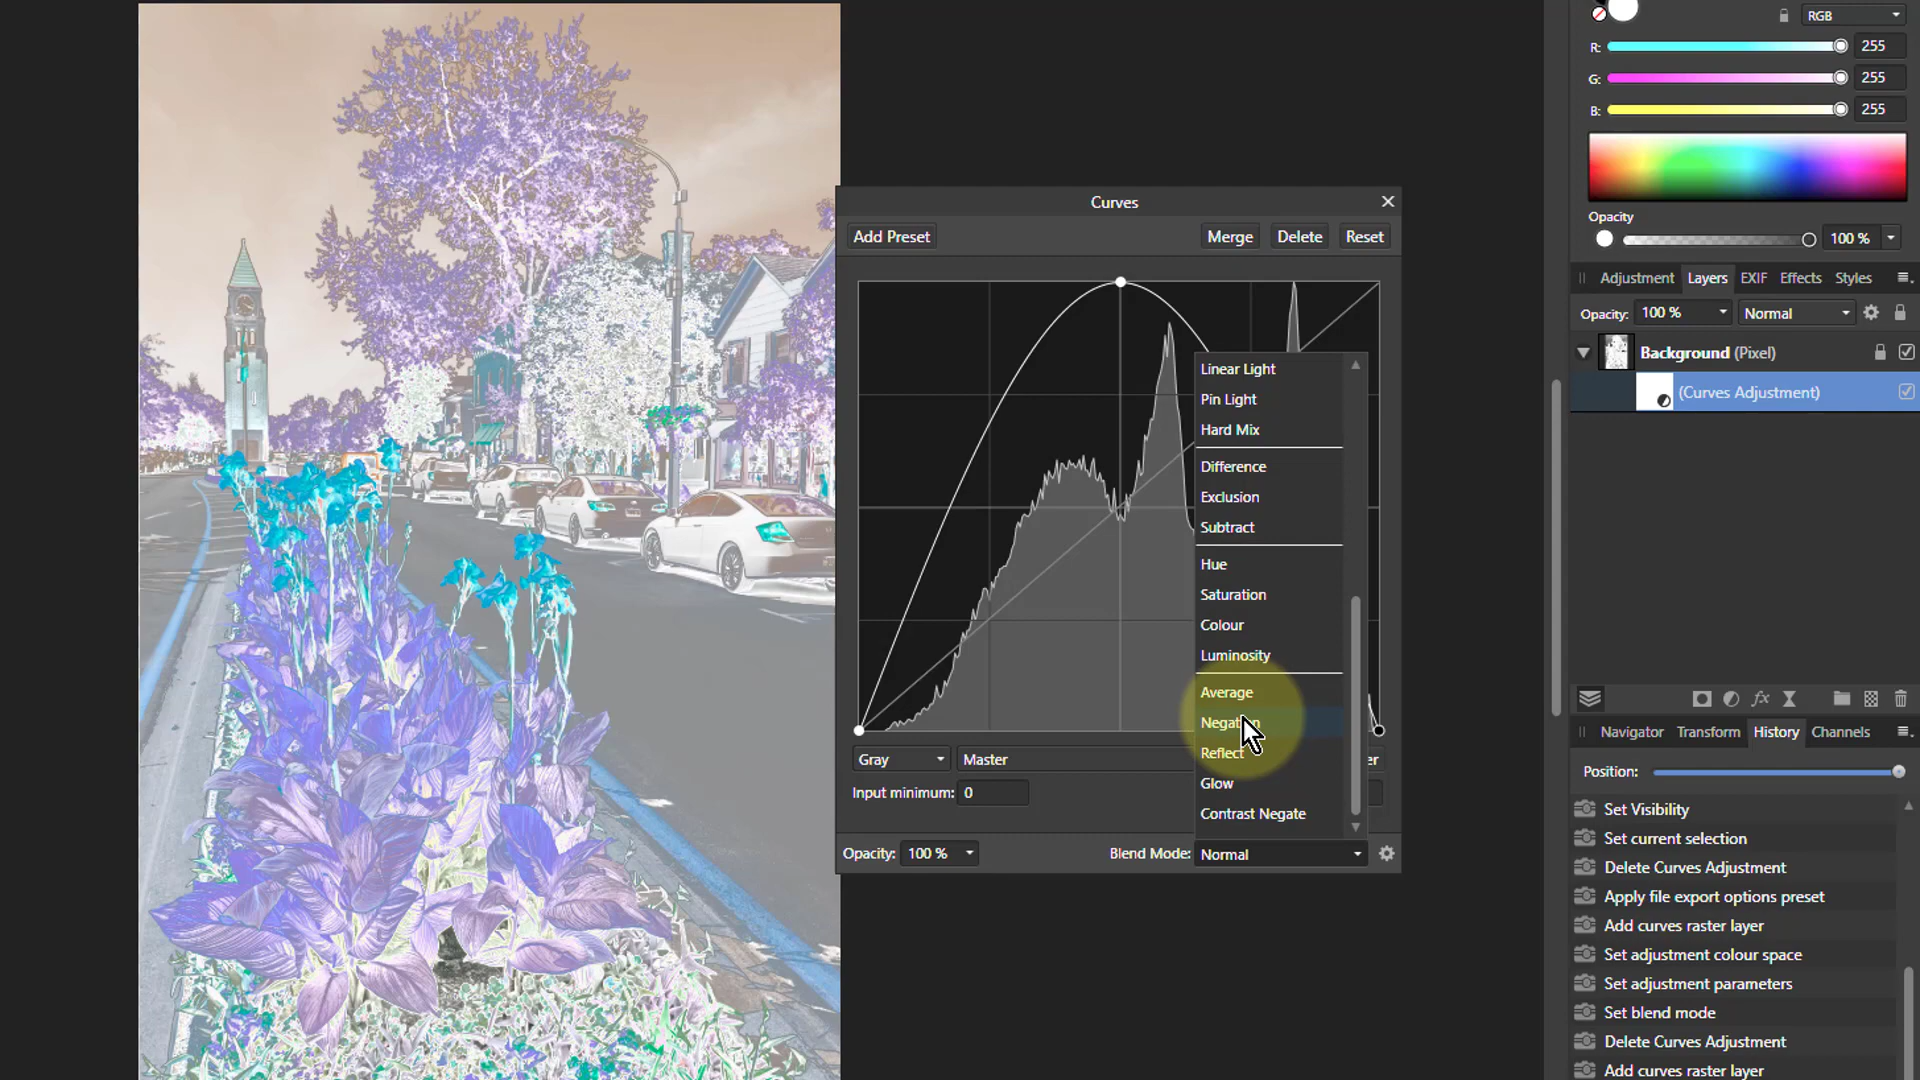 RGB
R: 255
G: 255
B: 255
Opacity
100 %
Curves
Add Preset Merge Delete Reset
Adjustment Layers EXIF Effects Styles
Opacity: 100 % Normal
Background (Pixel)
(Curves Adjustment)
Linear Light
Pin Light
Hard Mix
Difference
Exclusion
Subtract
Hue
Saturation
Colour
Luminosity
Average
Negation
Reflect
Glow
Contrast Negate
Gray Master er
Input minimum: 0
Opacity: 100 % Blend Mode: Normal
Navigator Transform History Channels
Position:
Set Visibility
Set current selection
Delete Curves Adjustment
Apply file export options preset
Add curves raster layer
Set adjustment colour space
Set adjustment parameters
Set blend mode
Delete Curves Adjustment
Add curves raster layer